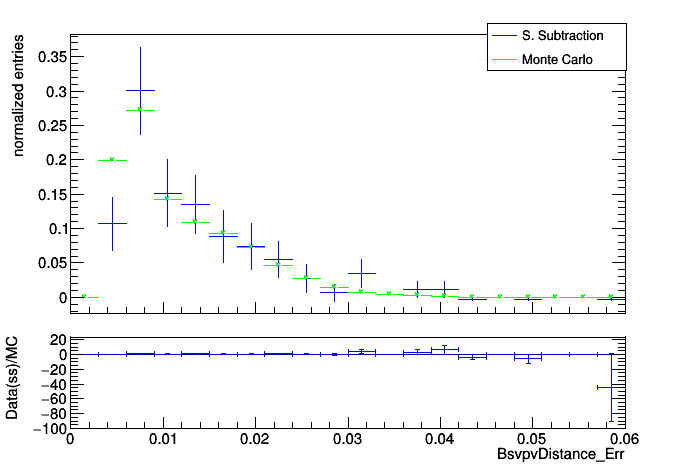 S. Subtraction
Monte Carlo
normalized entries
0.35
0.3
0.25
0.2
0.15
0.1
0.05
0
Data(ss)/MC
20
0
−20
−40
−60
−80
−100
0 0.01 0.02 0.03 0.04 0.05 0.06
BsvpvDistance_Err